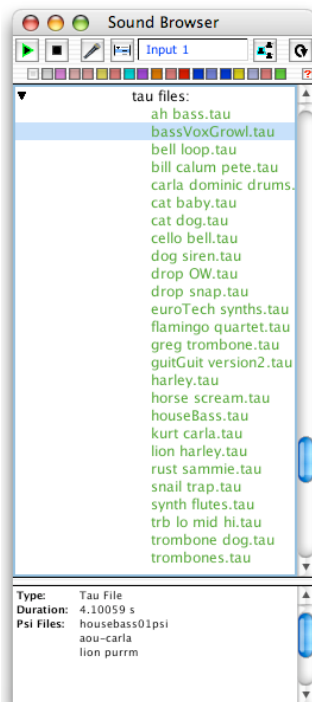 Sound Browser
Input 1
?
tau files:
ah bass.tau
bassVoxGrowl.tau
bell loop.tau
bill calum pete.tau
carla dominic drums.
cat baby.tau
cat dog.tau
cello bell.tau
dog siren.tau
drop OW.tau
drop snap.tau
euroTech synths.tau
flamingo quartet.tau
greg trombone.tau
guitGuit version2.tau
harley.tau
horse scream.tau
houseBass.tau
kurt carla.tau
lion harley.tau
rust sammie.tau
snail trap.tau
synth flutes.tau
trb lo mid hi.tau
trombone dog.tau
trombones.tau
Type: Tau File
Duration: 4.10059 s
Psi Files: housebass01psi
aou-carla
lion purrm